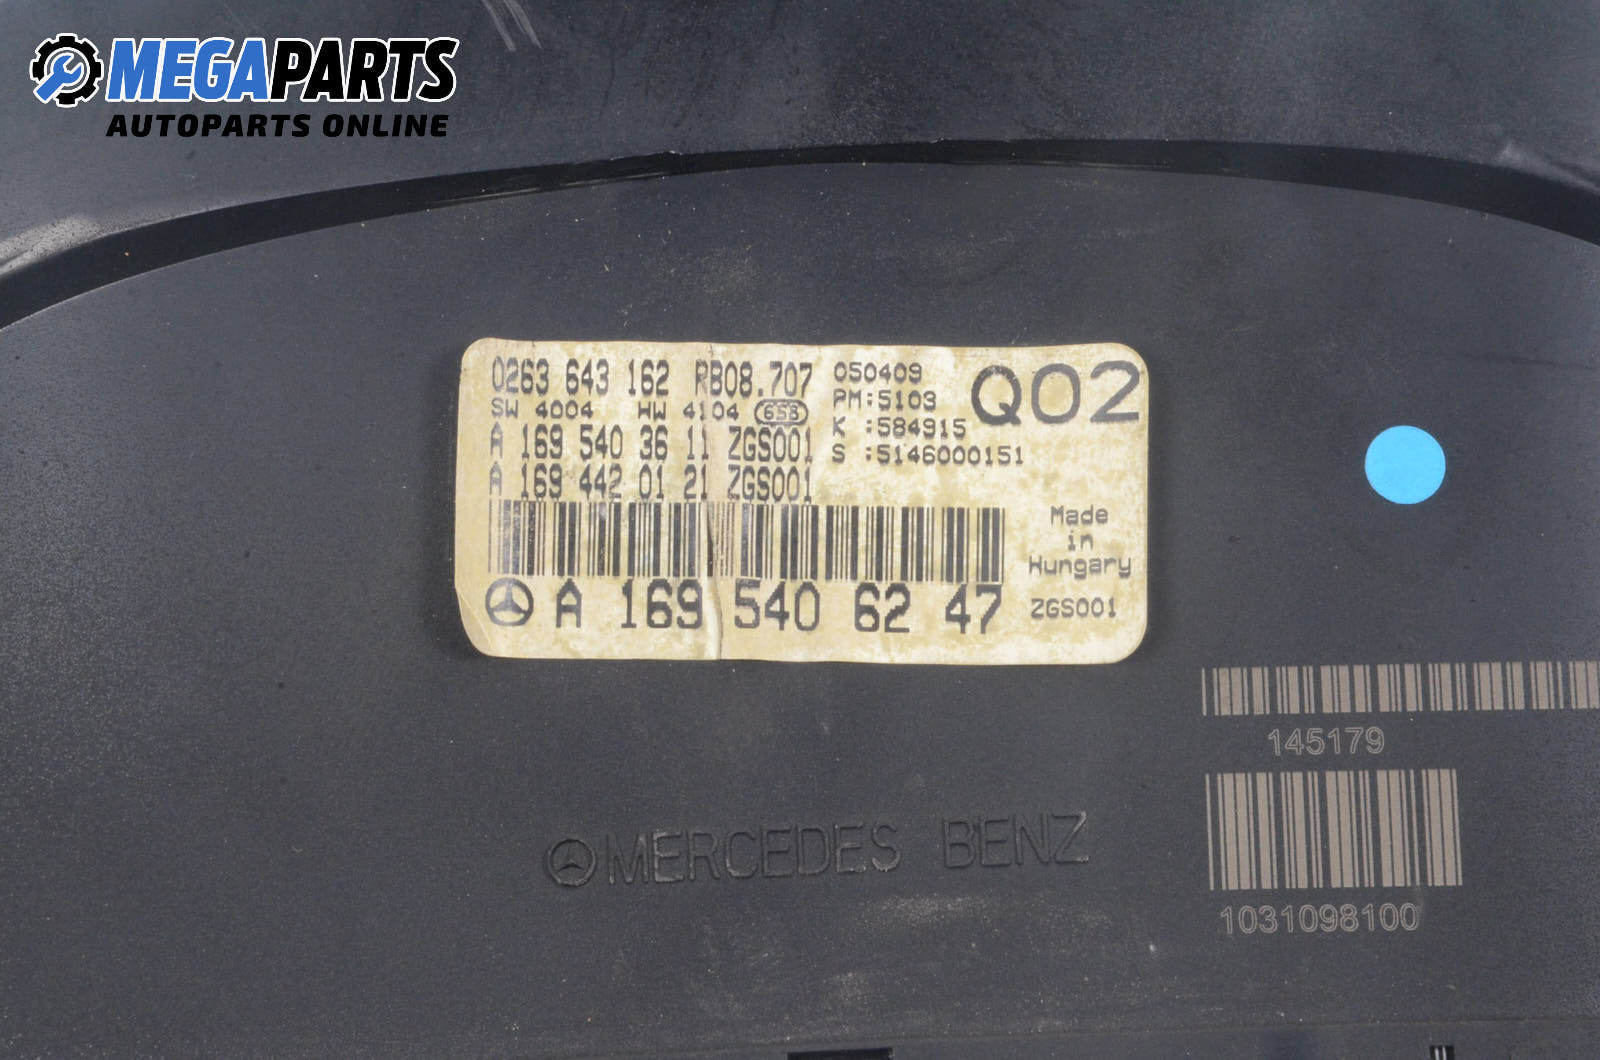 MEGAPARTS
AUTOPARTS ONLINE
0263 643 162 RB08.707
SW 4004 HW 4104 658
A 169 540 36 11 ZGS001
A 169 442 01 21 ZGS001
050409
PM:5103
K :584915
S :5146000151
Q02
Made
in
Hungary
A 169 540 62 47
ZGS001
145179
MERCEDES BENZ
1031098100